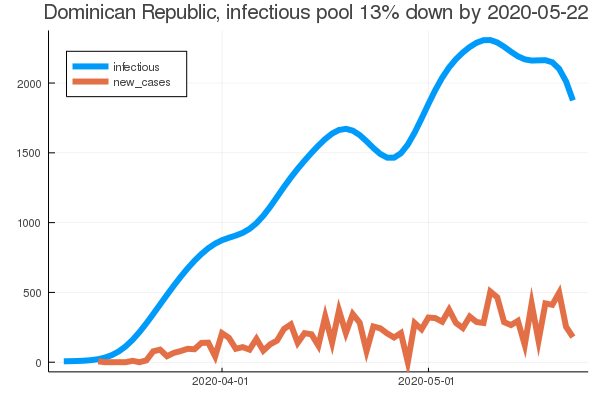 Dominican Republic, infectious pool 13% down by 2020-05-22
infectious
new_cases
2000
1500
1000
500
0
2020-04-01 2020-05-01